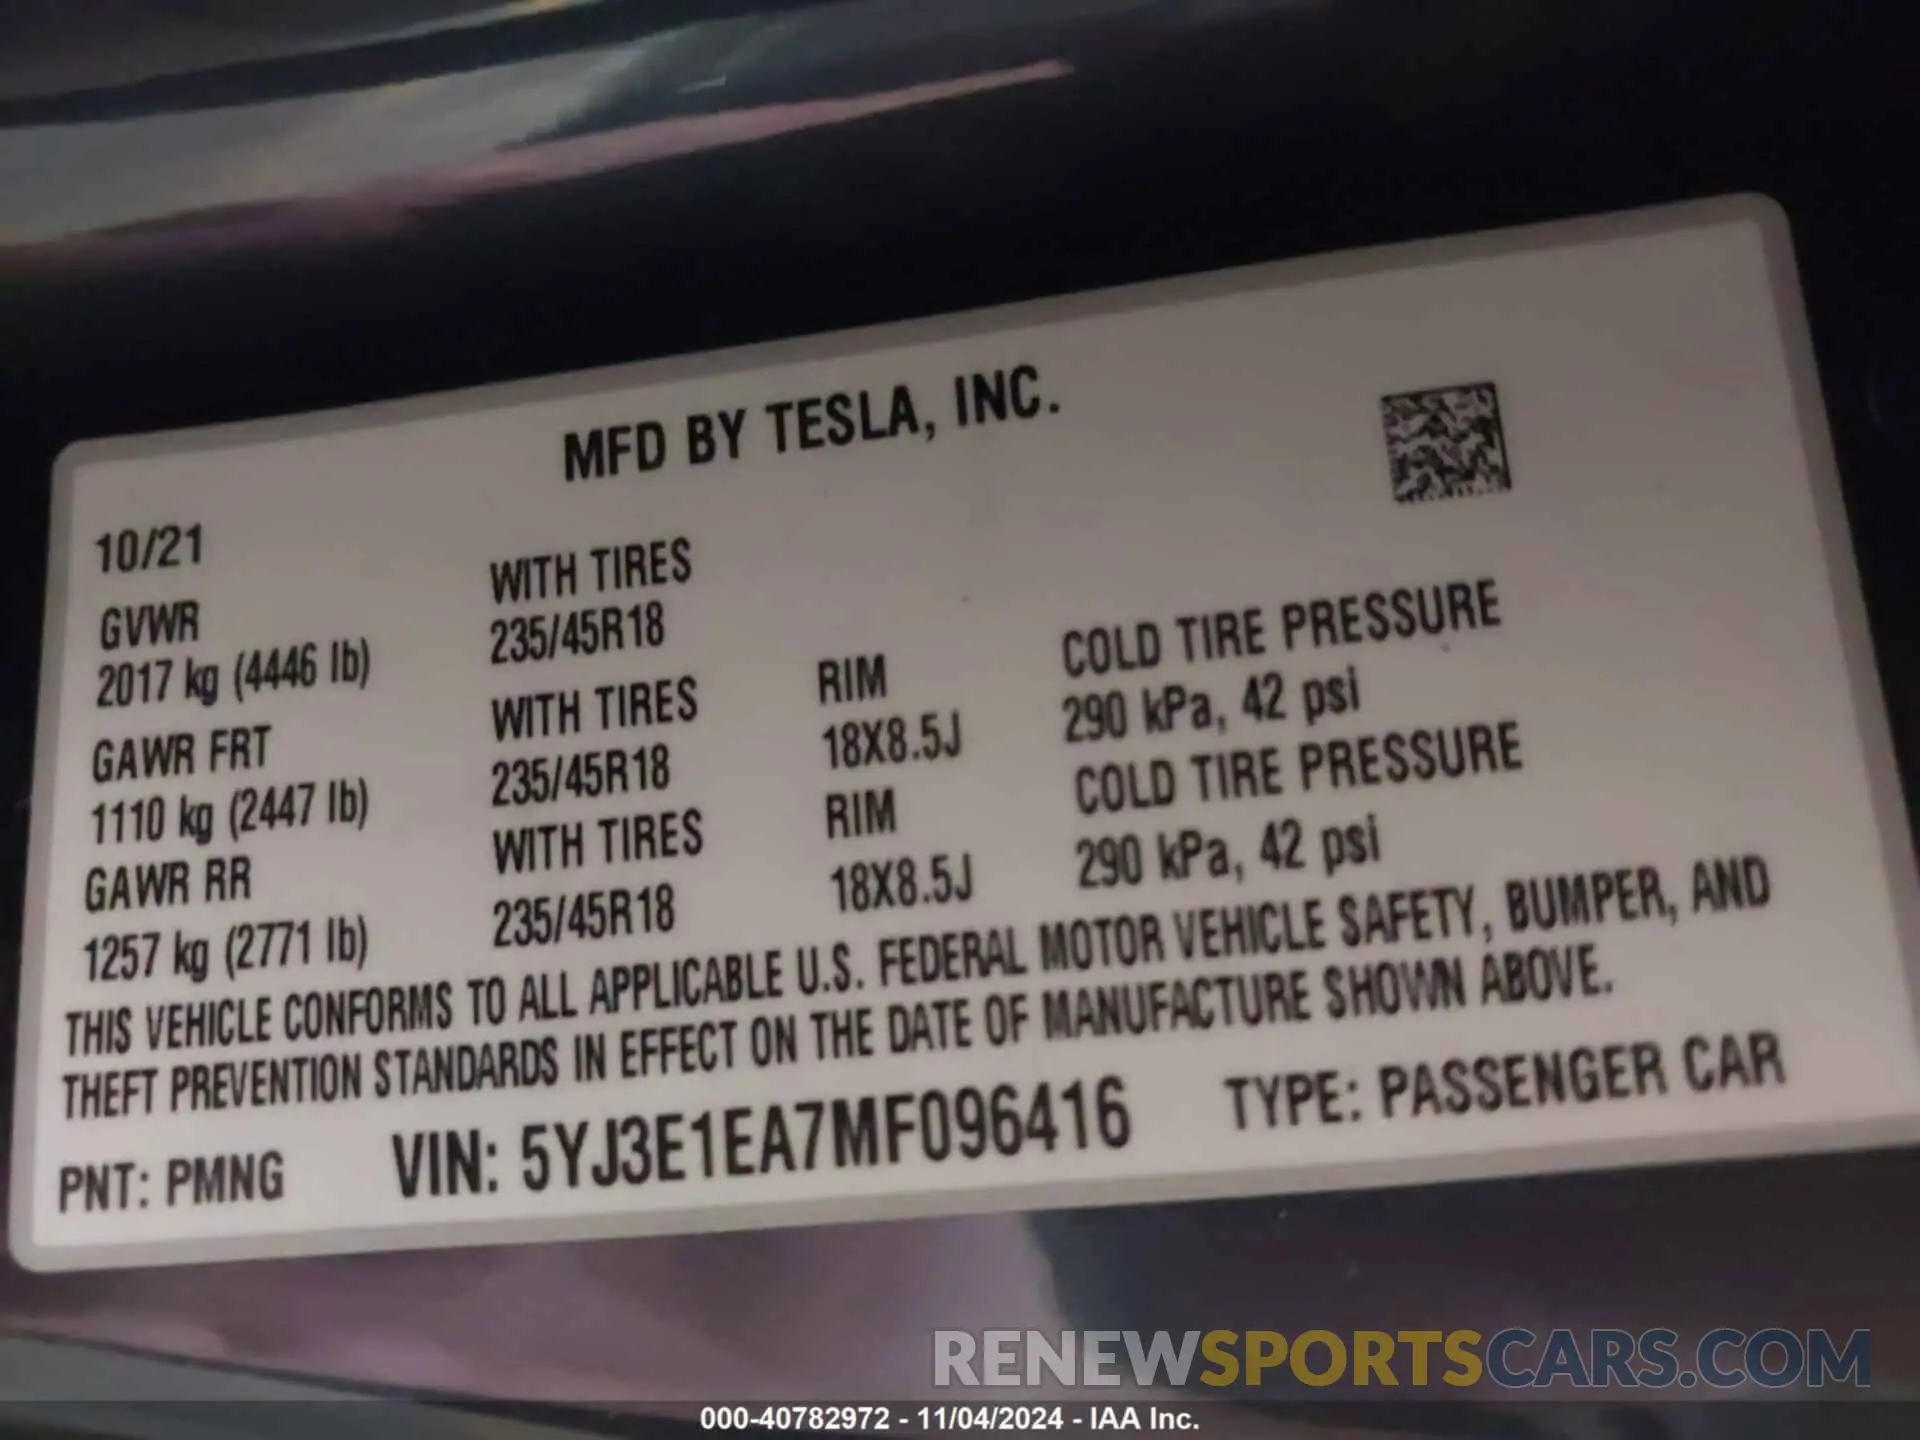 MFD BY TESLA, INC.
10/21
GVWR
2017 kg (4446 lb)
WITH TIRES
235/45R18
GAWR FRT
1110 kg (2447 lb)
WITH TIRES
235/45R18
RIM
18X8.5J
COLD TIRE PRESSURE
290 kPa, 42 psi
GAWR RR
1257 kg (2771 lb)
WITH TIRES
235/45R18
RIM
18X8.5J
COLD TIRE PRESSURE
290 kPa, 42 psi
THIS VEHICLE CONFORMS TO ALL APPLICABLE U.S. FEDERAL MOTOR VEHICLE SAFETY, BUMPER, AND
THEFT PREVENTION STANDARDS IN EFFECT ON THE DATE OF MANUFACTURE SHOWN ABOVE.
PNT: PMNG VIN: 5YJ3E1EA7MF096416 TYPE: PASSENGER CAR
RENEWSPORTSCARS.COM
000-40782972 - 11/04/2024 - IAA Inc.